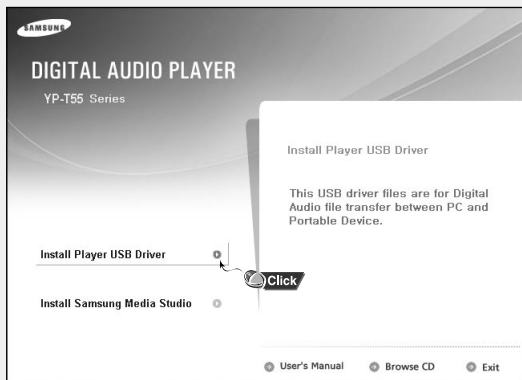 SAMSUNG
DIGITAL AUDIO PLAYER
YP-T55 Series
Install Player USB Driver
This USB driver files are for Digital
Audio file transfer between PC and
Portable Device.
Install Player USB Driver
Click
Install Samsung Media Studio
User's Manual
Browse CD
Exit